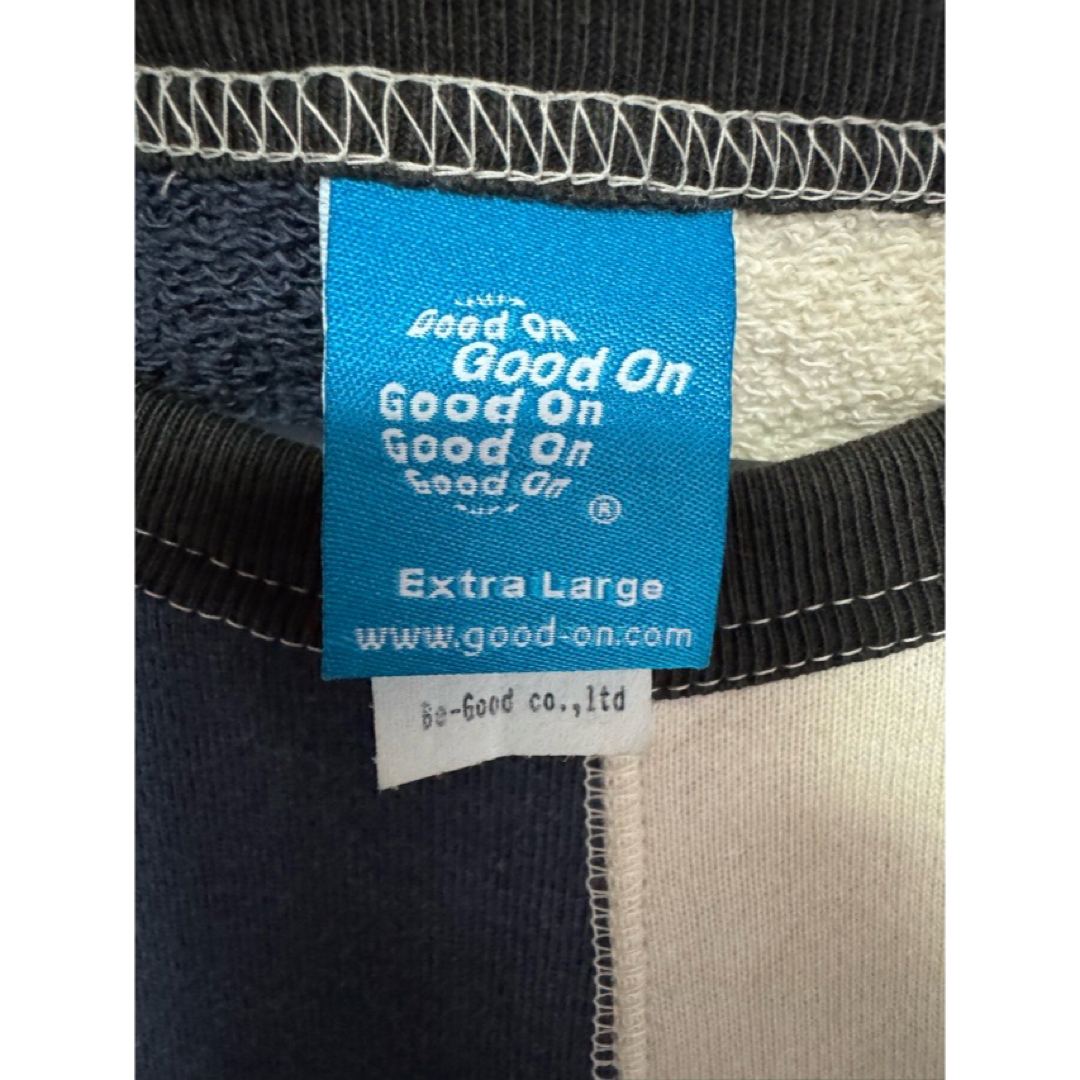 Good On
Good On
Good On
Good On
Good On
®
Extra Large
www.good-on.com
Be-Good co.,ltd